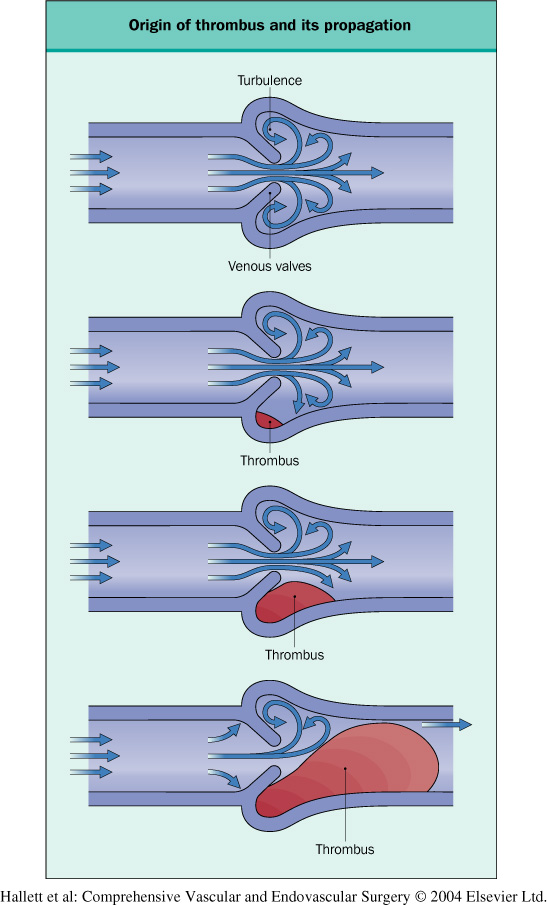 Origin of thrombus and its propagation
Turbulence
Venous valves
Thrombus
Thrombus
Thrombus
Hallett et al: Comprehensive Vascular and Endovascular Surgery © 2004 Elsevier Ltd.